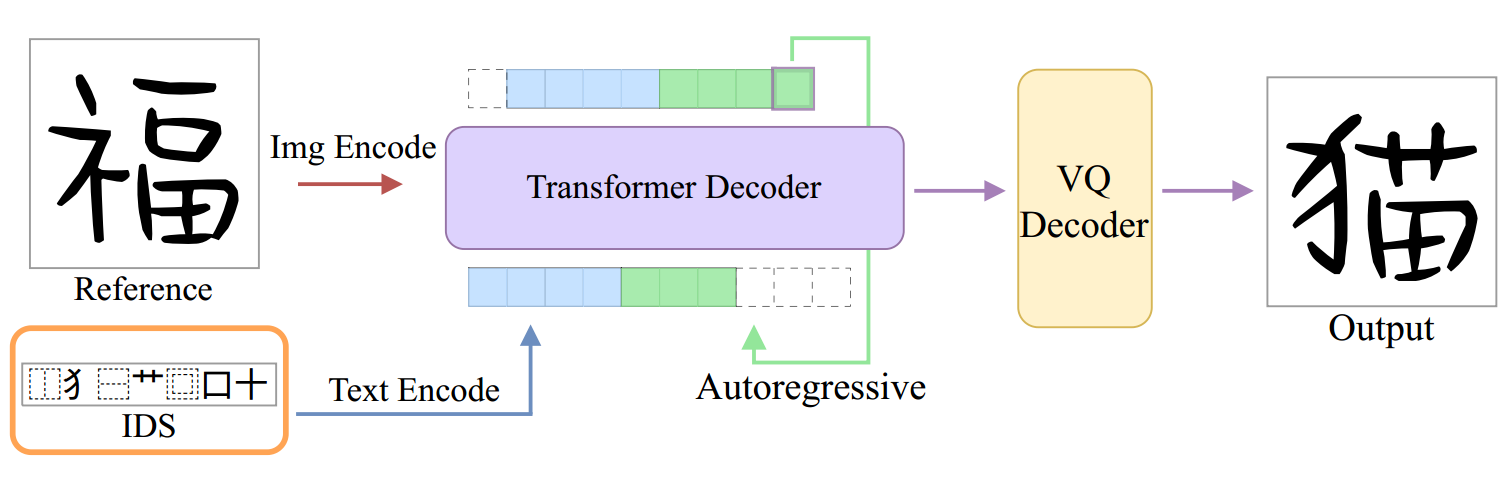 福
Reference
Img Encode
⿰犭⿱艹⿴口十
IDS
Text Encode
Transformer Decoder
Autoregressive
VQ
Decoder
猫
Output